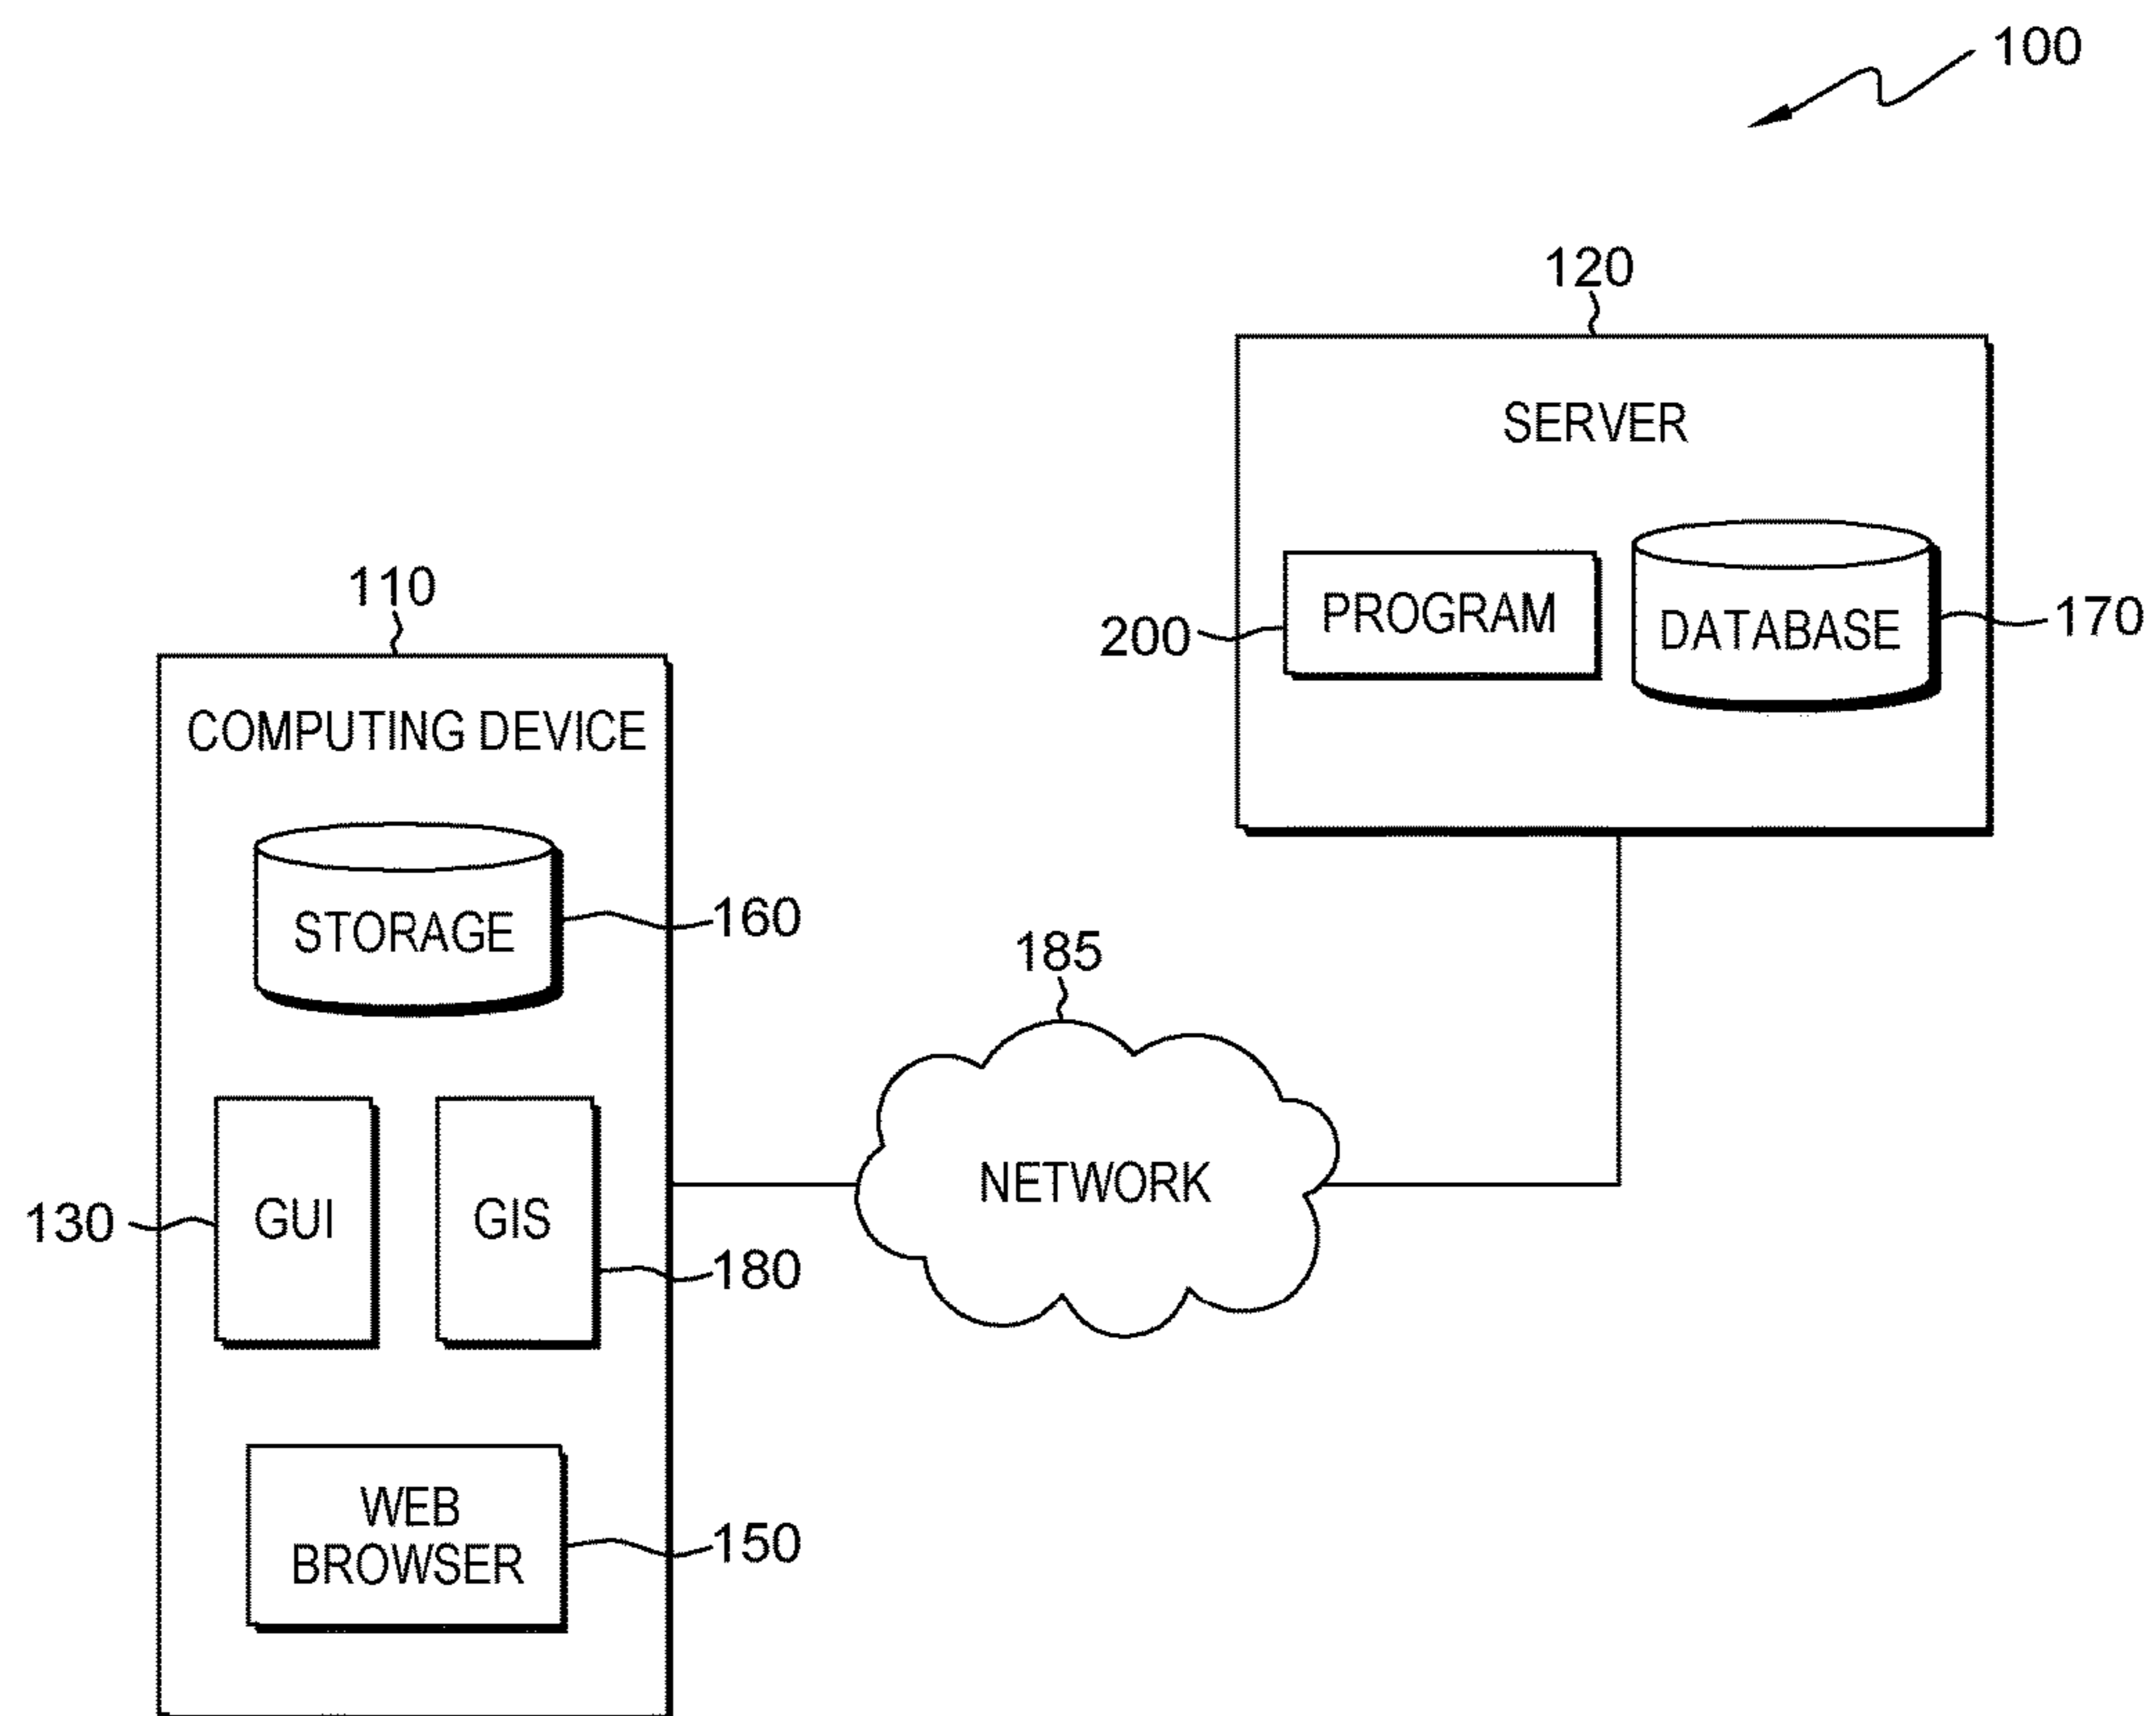 100
120
SERVER
PROGRAM
DATABASE
200
170
110
COMPUTING DEVICE
STORAGE
160
185
NETWORK
GUI
GIS
130
180
WEB
BROWSER
150